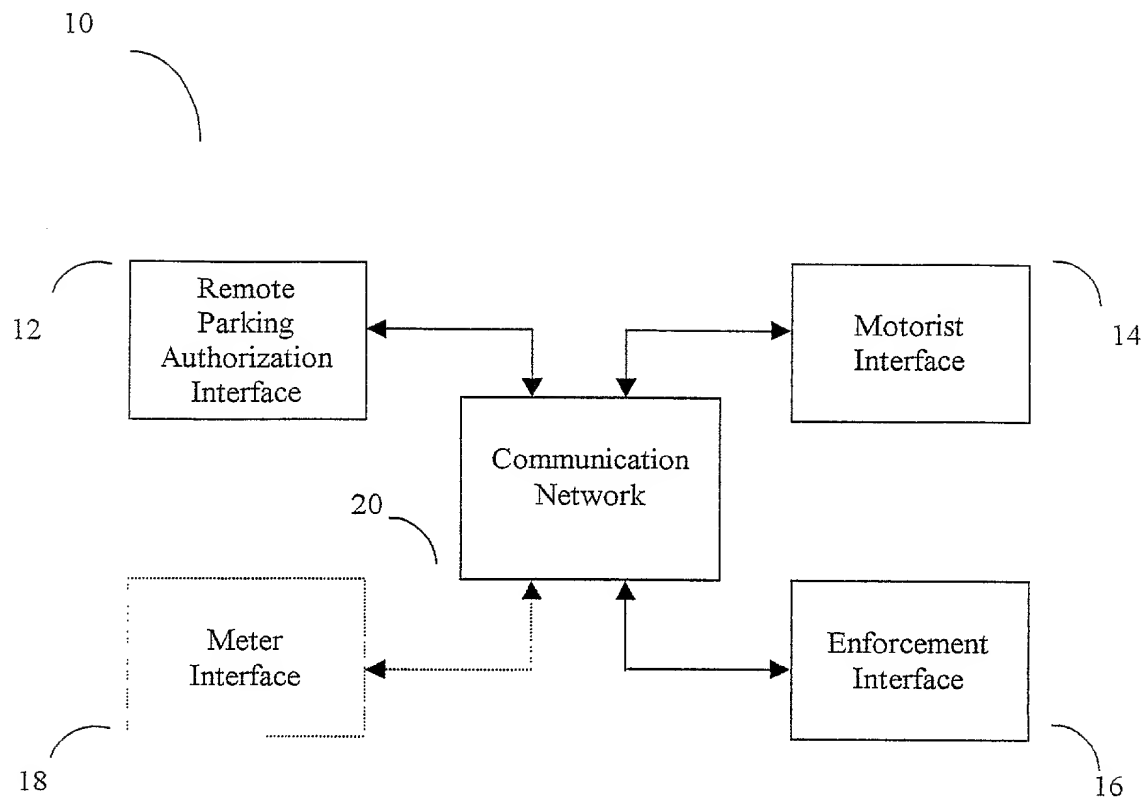 10
12
Remote
Parking
Authorization
Interface
Motorist
Interface
14
Communication
Network
20
Meter
Interface
18
Enforcement
Interface
16